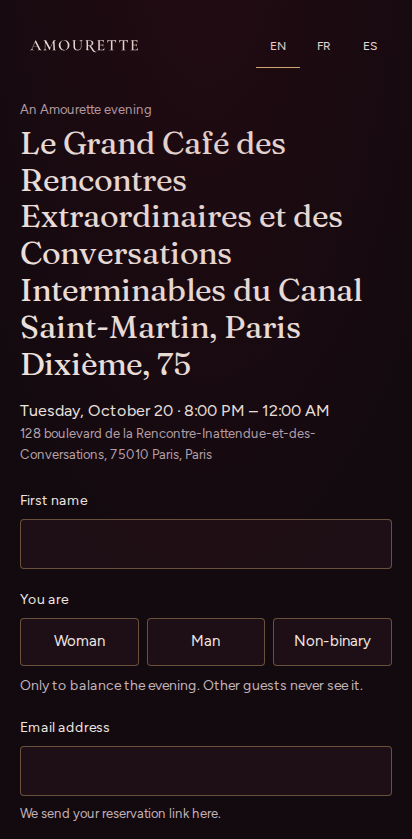 AMOURETTE
EN FR ES
An Amourette evening
Le Grand Café des
Rencontres
Extraordinaires et des
Conversations
Interminables du Canal
Saint-Martin, Paris
Dixième, 75
Tuesday, October 20 · 8:00 PM – 12:00 AM
128 boulevard de la Rencontre-Inattendue-et-des-
Conversations, 75010 Paris, Paris
First name
You are
Woman Man Non-binary
Only to balance the evening. Other guests never see it.
Email address
We send your reservation link here.